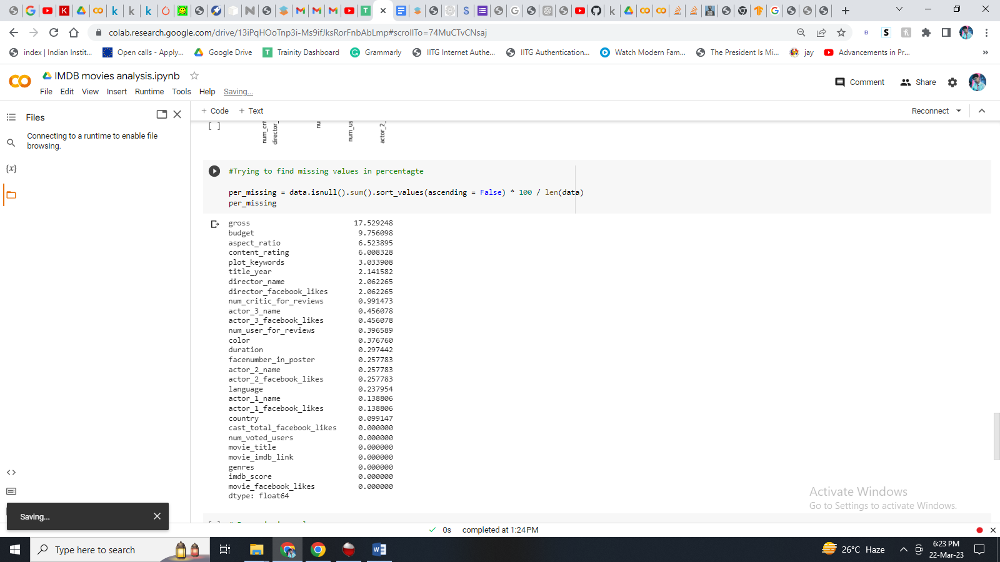 colab.research.google.com/drive/13iPqHOoTnp3i-Ms9ifJksRorFnbAbLmp#scrollTo=74MuCTvCNsaj
index | Indian Instit... Open calls - Apply... Google Drive Trainity Dashboard Grammarly IITG Internet Authe... IITG Authentication... Watch Modern Fam... The President Is Mi... jay Advancements in Pr... »
IMDB movies analysis.ipynb
Comment Share
File Edit View Insert Runtime Tools Help Saving...
Files
+ Code + Text
Reconnect
Connecting to a runtime to enable file
browsing.
[ ]
director_
num_us
actor_2_
{x}
#Trying to find missing values in percentagte
per_missing = data.isnull().sum().sort_values(ascending = False) * 100 / len(data)
per_missing
gross 17.529248
budget 9.756098
aspect_ratio 6.523895
content_rating 6.008328
plot_keywords 3.033908
title_year 2.141582
director_name 2.062265
director_facebook_likes 2.062265
num_critic_for_reviews 0.991473
actor_3_name 0.456078
actor_3_facebook_likes 0.456078
num_user_for_reviews 0.396589
color 0.376760
duration 0.297442
facenumber_in_poster 0.257783
actor_2_name 0.257783
actor_2_facebook_likes 0.257783
language 0.237954
actor_1_name 0.138806
actor_1_facebook_likes 0.138806
country 0.099147
cast_total_facebook_likes 0.000000
num_voted_users 0.000000
movie_title 0.000000
movie_imdb_link 0.000000
genres 0.000000
imdb_score 0.000000
movie_facebook_likes 0.000000
dtype: float64
Activate Windows
Go to Settings to activate Windows.
Saving...
0s completed at 1:24 PM
Type here to search
26°C Haze
6:23 PM
22-Mar-23